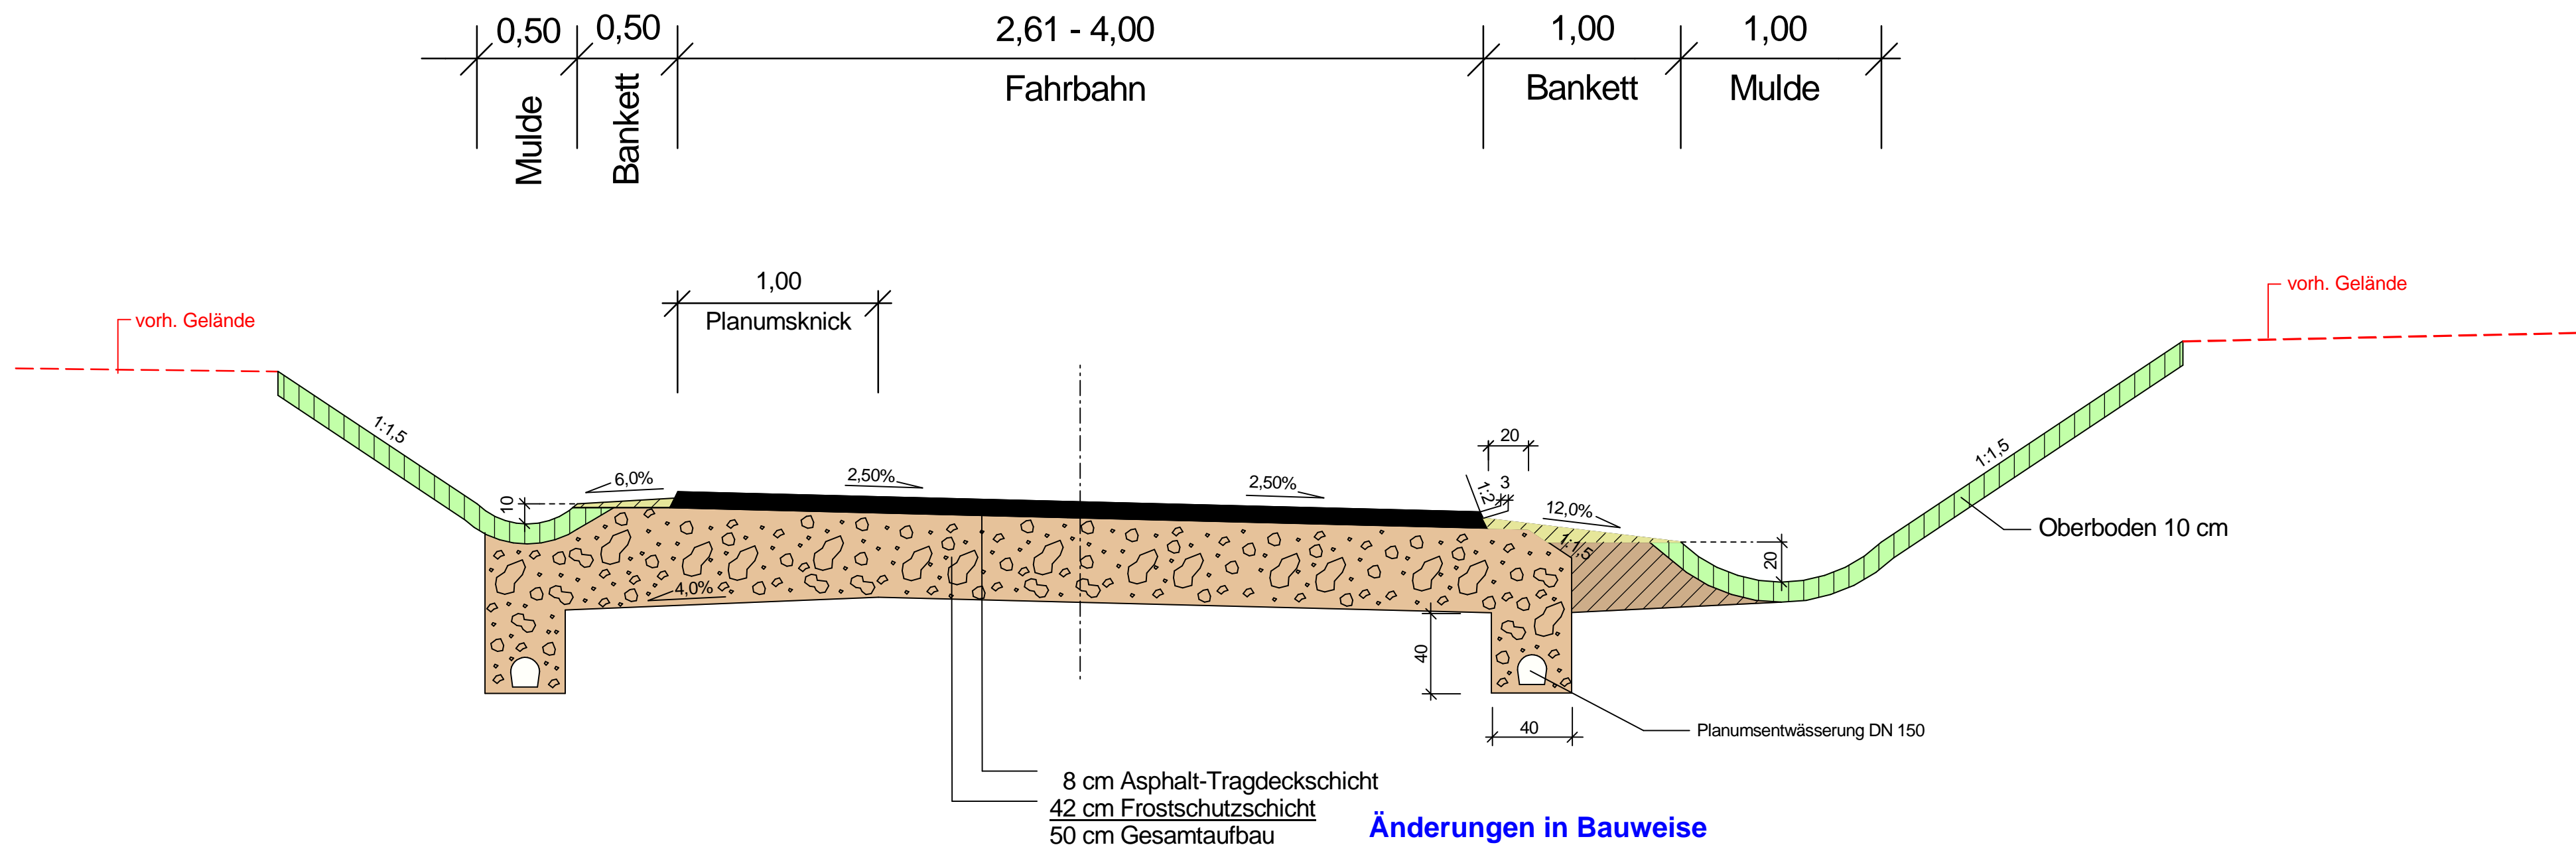 0,50
0,50
2,61 - 4,00
1,00
1,00
Mulde
Bankett
Fahrbahn
Bankett
Mulde
1,00
Planumsknick
vorh. Gelände
vorh. Gelände
1:1,5
1:1,5
10
6,0%
2,50%
2,50%
20
3
1:2
12,0%
1:1,5
20
Oberboden 10 cm
4,0%
40
40
Planumsentwässerung DN 150
8 cm Asphalt-Tragdeckschicht
42 cm Frostschutzschicht
50 cm Gesamtaufbau
Änderungen in Bauweise